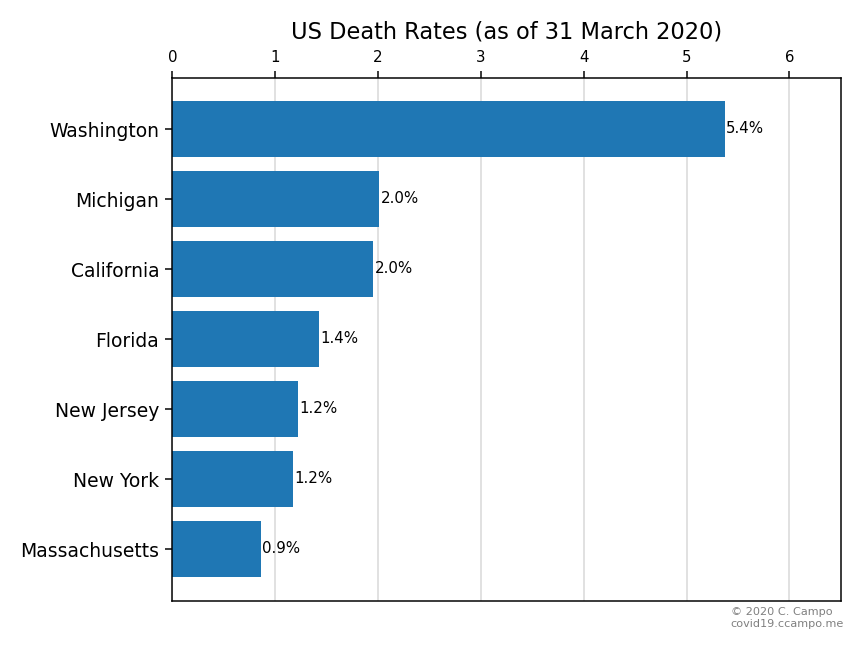 US Death Rates (as of 31 March 2020)
0 1 2 3 4 5 6
Washington 5.4%
Michigan 2.0%
California 2.0%
Florida 1.4%
New Jersey 1.2%
New York 1.2%
Massachusetts 0.9%
© 2020 C. Campo
covid19.ccampo.me